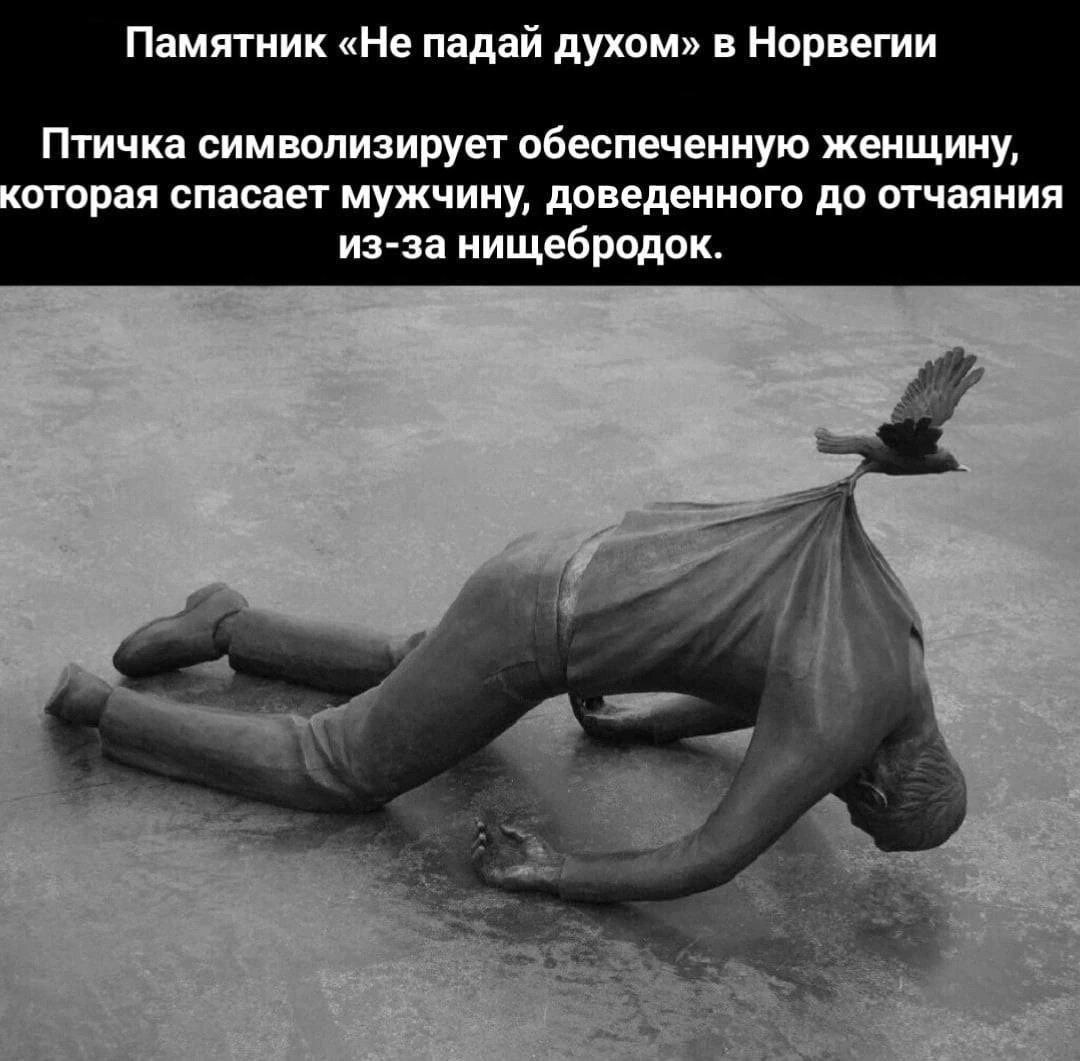 Памятник «Не падай духом» в Норвегии
Птичка символизирует обеспеченную женщину,
которая спасает мужчину, доведенного до отчаяния
из-за нищебродок.